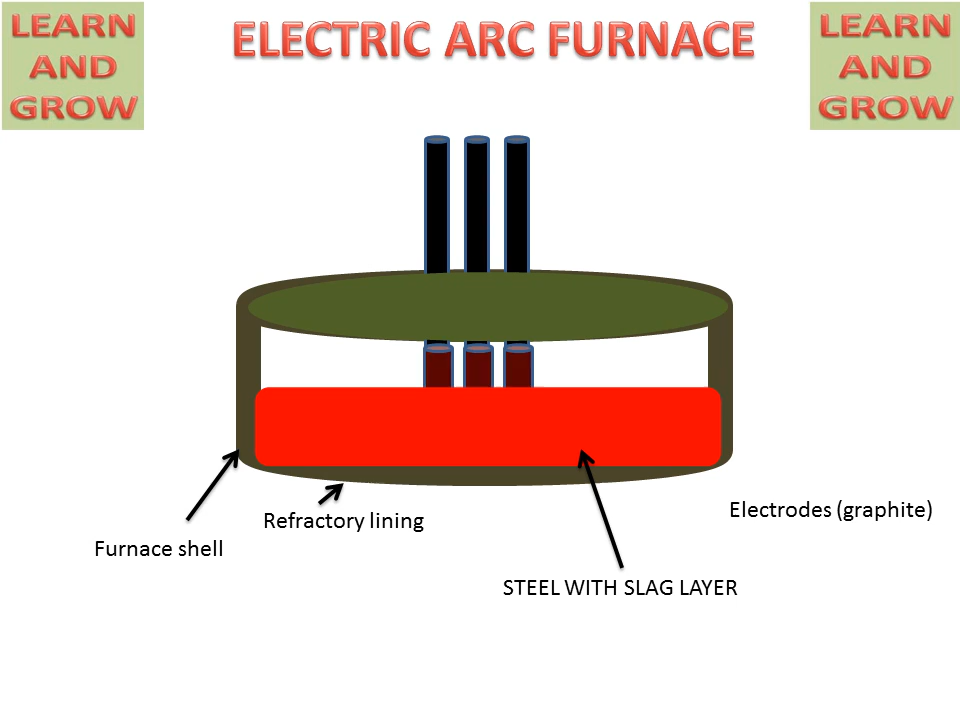 LEARN
AND
GROW
ELECTRIC ARC FURNACE
LEARN
AND
GROW
Electrodes (graphite)
Refractory lining
Furnace shell
STEEL WITH SLAG LAYER